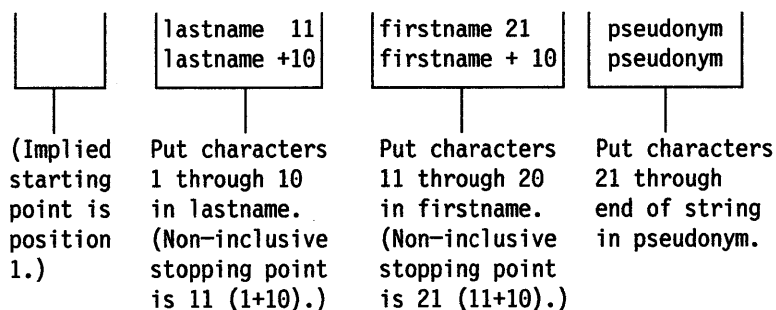 lastname 11
lastname +10
firstname 21
firstname + 10
pseudonym
pseudonym
(Implied
starting
point is
position
1.)
Put characters
1 through 10
in lastname.
(Non-inclusive
stopping point
is 11 (1+10).)
Put characters
11 through 20
in firstname.
(Non-inclusive
stopping point
is 21 (11+10).)
Put characters
21 through
end of string
in pseudonym.